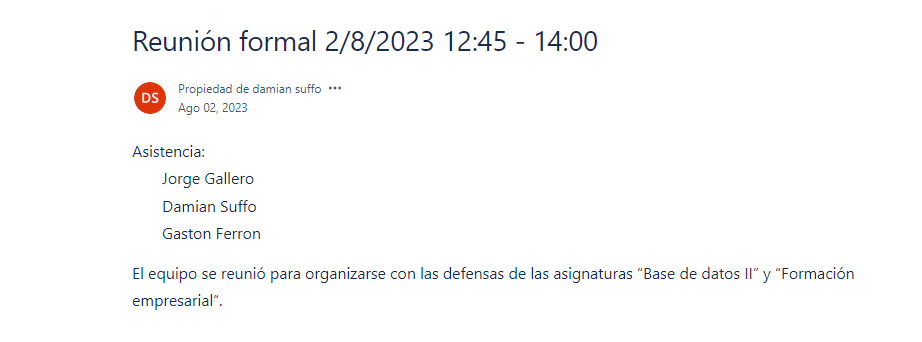 Reunión formal 2/8/2023 12:45 - 14:00
DS
Propiedad de damian suffo •••
Ago 02, 2023
Asistencia:
Jorge Gallero
Damian Suffo
Gaston Ferron
El equipo se reunió para organizarse con las defensas de las asignaturas “Base de datos II” y “Formación
empresarial”.